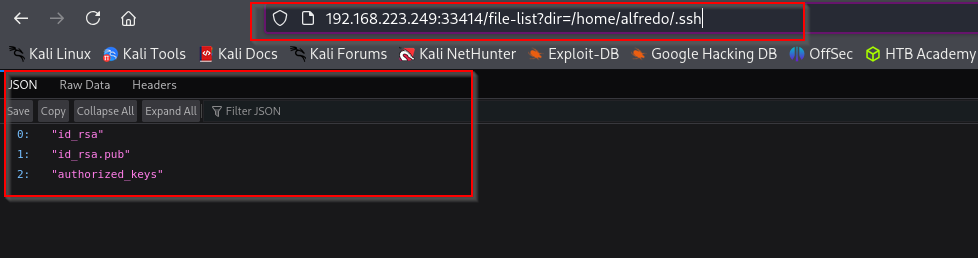 192.168.223.249:33414/file-list?dir=/home/alfredo/.ssh
Kali Linux Kali Tools Kali Docs Kali Forums Kali NetHunter Exploit-DB Google Hacking DB OffSec HTB Academy
JSON Raw Data Headers
Save Copy Collapse All Expand All Filter JSON
0: "id_rsa"
1: "id_rsa.pub"
2: "authorized_keys"